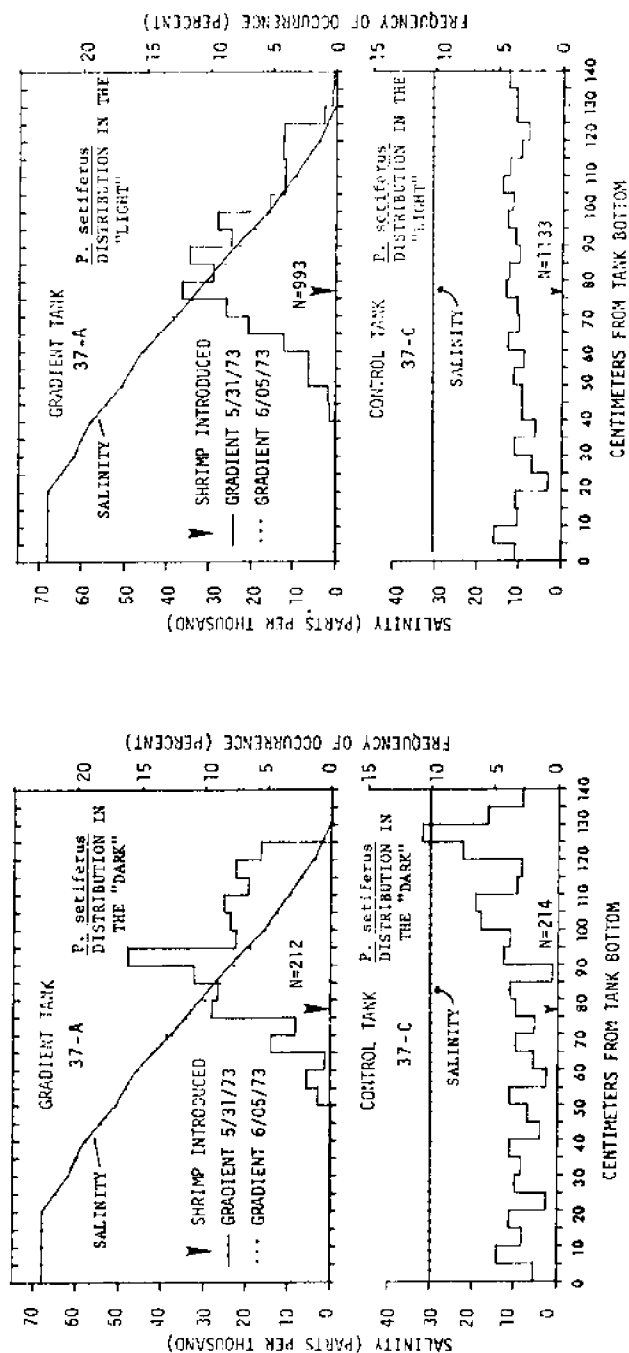 GRADIENT TANK
37-A
P. setiferus
DISTRIBUTION IN
THE "DARK"
SALINITY
SHRIMP INTRODUCED
GRADIENT 5/31/73
GRADIENT 6/05/73
N=212
70
60
50
40
30
20
10
0
20
15
10
5
0
CONTROL TANK
37-C
P. setiferus
DISTRIBUTION IN
THE "DARK"
SALINITY
N=214
40
30
20
10
0
15
10
5
0
0 10 20 30 40 50 60 70 80 90 100 110 120 130 140
CENTIMETERS FROM TANK BOTTOM
SALINITY (PARTS PER THOUSAND)
FREQUENCY OF OCCURRENCE (PERCENT)
GRADIENT TANK
37-A
P. setiferus
DISTRIBUTION IN THE
"LIGHT"
SALINITY
SHRIMP INTRODUCED
GRADIENT 5/31/73
GRADIENT 6/05/73
N=993
70
60
50
40
30
20
10
0
20
15
10
5
0
CONTROL TANK
37-C
P. setiferus
DISTRIBUTION IN THE
"LIGHT"
SALINITY
N=1133
40
30
20
10
0
15
10
5
0
0 10 20 30 40 50 60 70 80 90 100 110 120 130 140
CENTIMETERS FROM TANK BOTTOM
SALINITY (PARTS PER THOUSAND)
FREQUENCY OF OCCURRENCE (PERCENT)